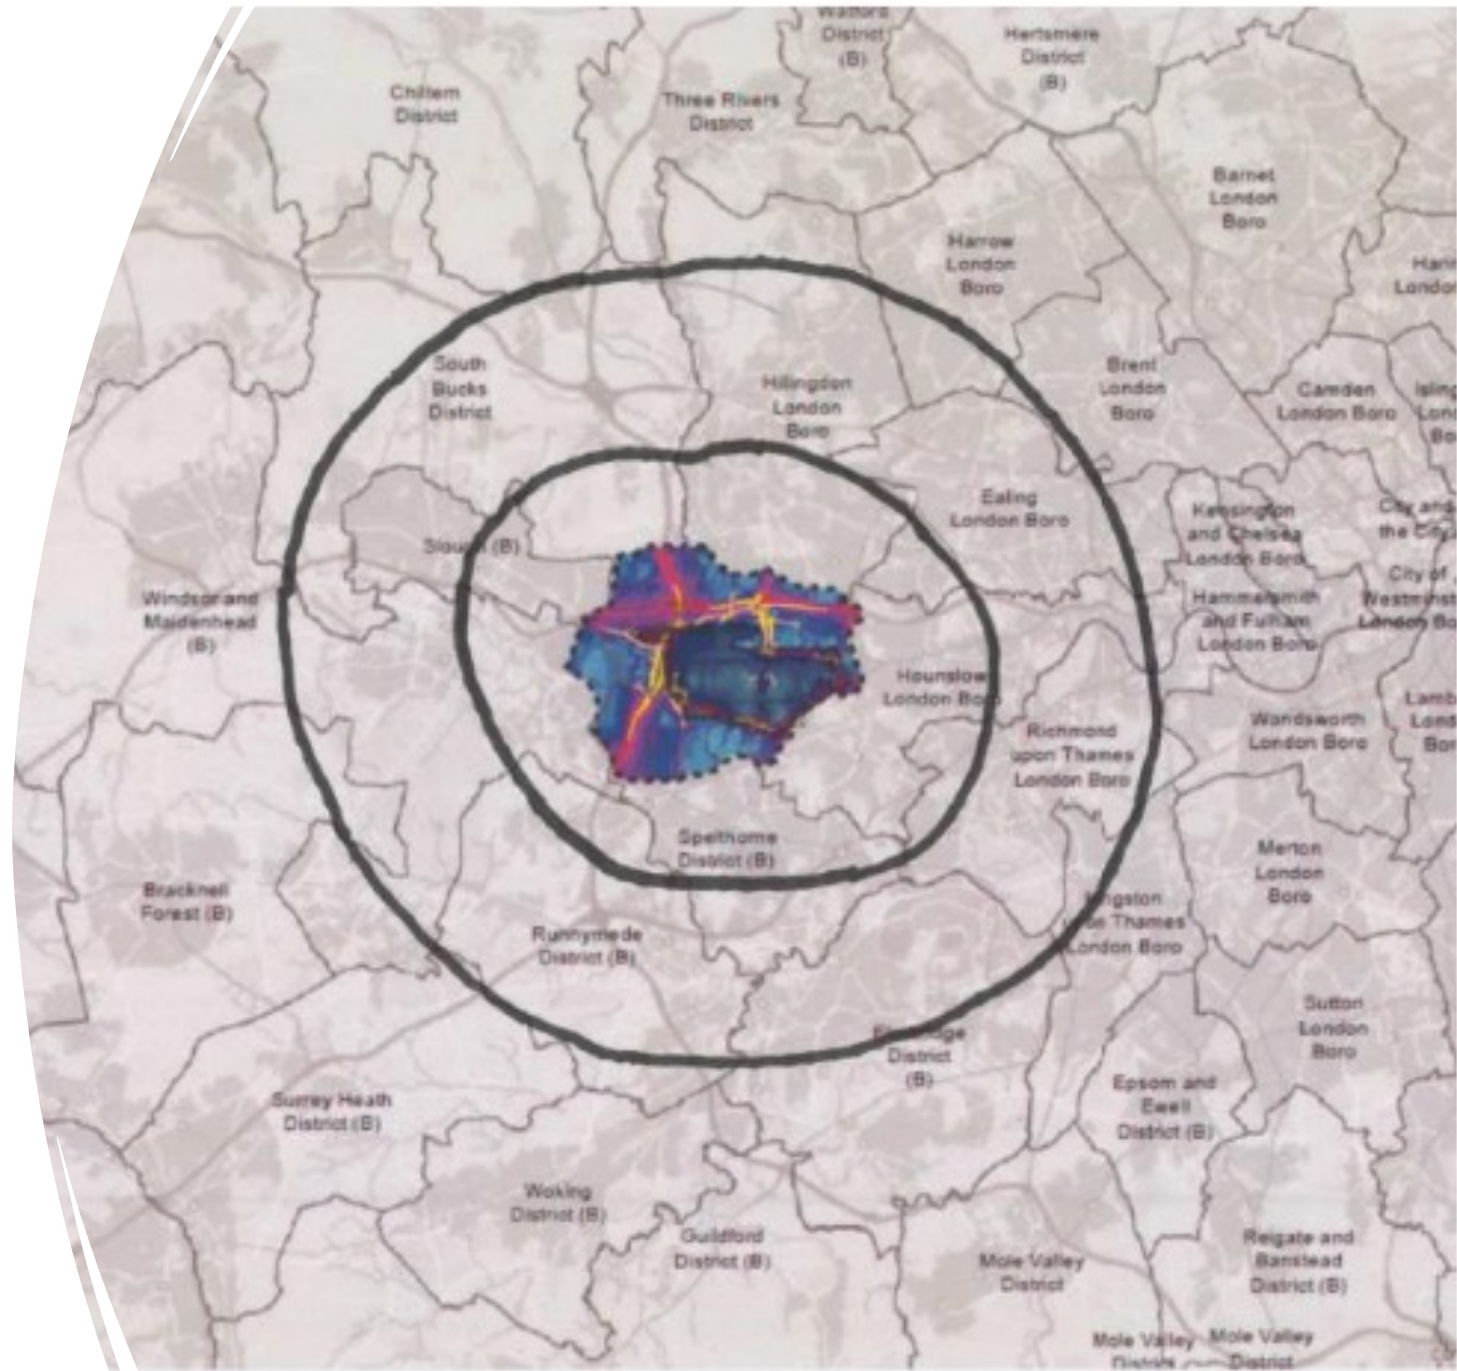 Watford
District
(B)
Hertsmere
District
(B)
Chiltern
District
Three Rivers
District
Barnet
London
Boro
Harrow
London
Boro
London
South
Bucks
District
Hillingdon
London
Boro
Brent
London
Boro
Camden
London Boro
Ealing
London Boro
Kensington
and Chelsea
London Boro
City and
the City
Slough (B)
Windsor and
Maidenhead
(B)
Hammersmith
and Fulham
London Boro
City of
Hounslow
London Boro
Richmond
upon Thames
London Boro
Wandsworth
London Boro
Spelthorne
District (B)
Merton
London
Boro
Bracknell
Forest (B)
Thames
London Boro
Runnymede
District (B)
Sutton
London
Boro
District
(B)
Epsom and
Ewell
District (B)
Surrey Heath
District (B)
Woking
District (B)
Guildford
District (B)
Mole Valley
District
Reigate and
Banstead
District (B)
Mole Valley
District
Mole Valley
District